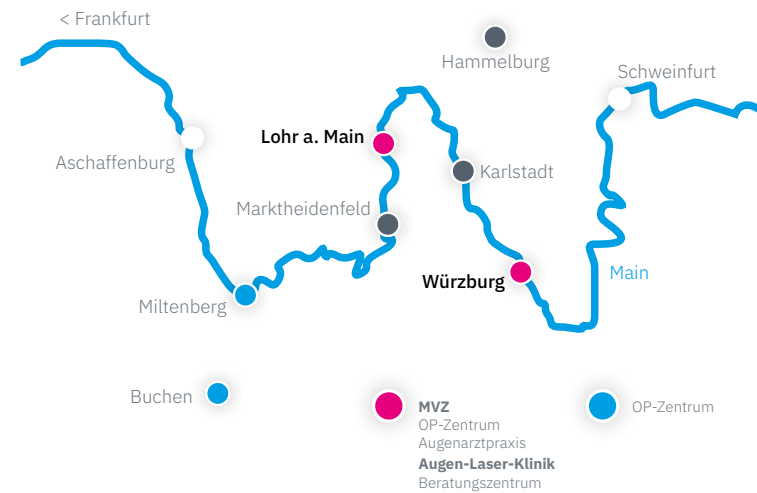 < Frankfurt
Hammelburg
Schweinfurt
Lohr a. Main
Aschaffenburg
Karlstadt
Marktheidenfeld
Main
Würzburg
Miltenberg
Buchen
MVZ
OP-Zentrum
Augenarztpraxis
Augen-Laser-Klinik
Beratungszentrum
OP-Zentrum